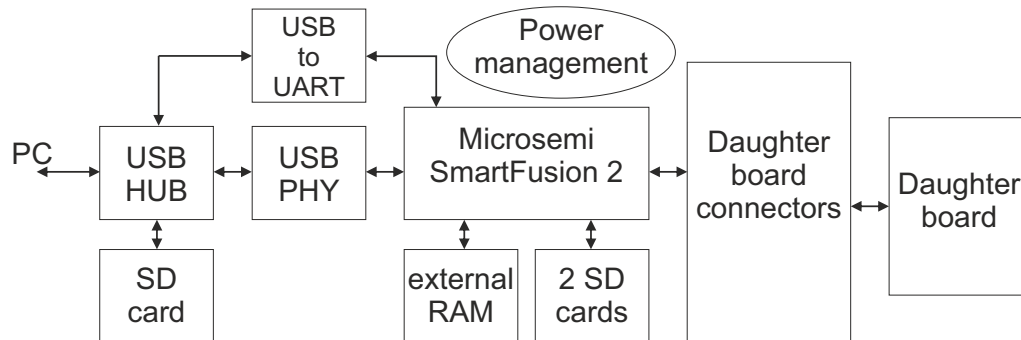 USB
to
UART
Power
management
PC
USB
HUB
USB
PHY
Microsemi
SmartFusion 2
Daughter
board
connectors
Daughter
board
SD
card
external
RAM
2 SD
cards